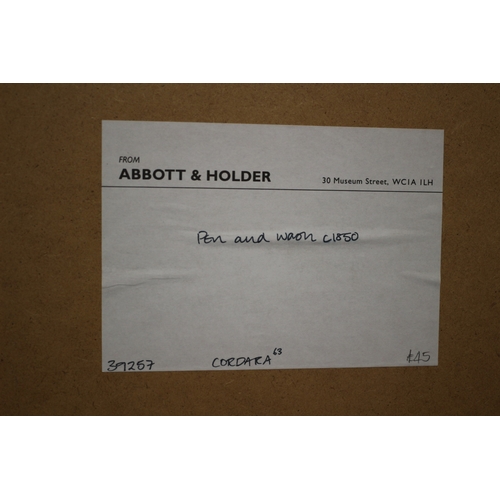 FROM
ABBOTT & HOLDER 30 Museum Street, WC1A 1LH
Pen and wash c1850
39257 CORDARA 63 £45